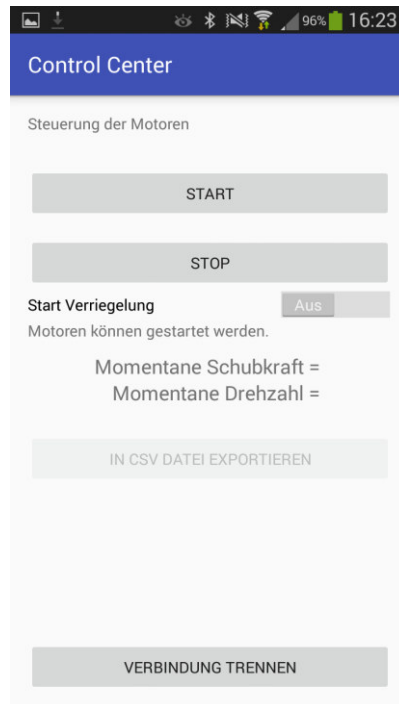 96% 16:23
Control Center
Steuerung der Motoren
START
STOP
Start Verriegelung Aus
Motoren können gestartet werden.
Momentane Schubkraft =
Momentane Drehzahl =
IN CSV DATEI EXPORTIEREN
VERBINDUNG TRENNEN